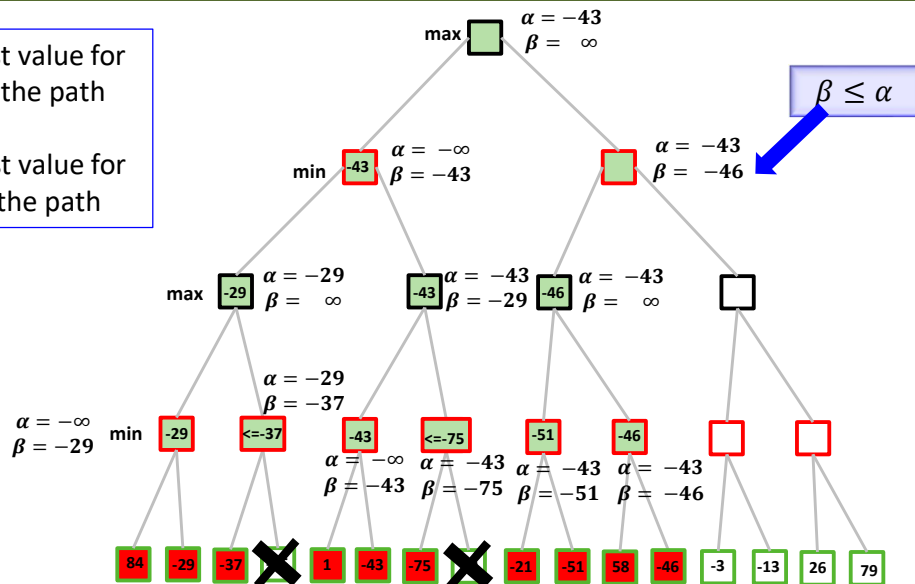 st value for
the path
st value for
the path
max
α = −43
β = ∞
β ≤ α
min
-43
α = −∞
β = −43
α = −43
β = −46
max
-29
α = −29
β = ∞
-43
α = −43
β = −29
-46
α = −43
β = ∞
α = −29
β = −37
α = −∞
β = −29
min
-29
<=-37
-43
<=-75
-51
-46
α = −∞
β = −43
α = −43
β = −75
α = −43
β = −51
α = −43
β = −46
84
-29
-37
1
-43
-75
-21
-51
58
-46
-3
-13
26
79